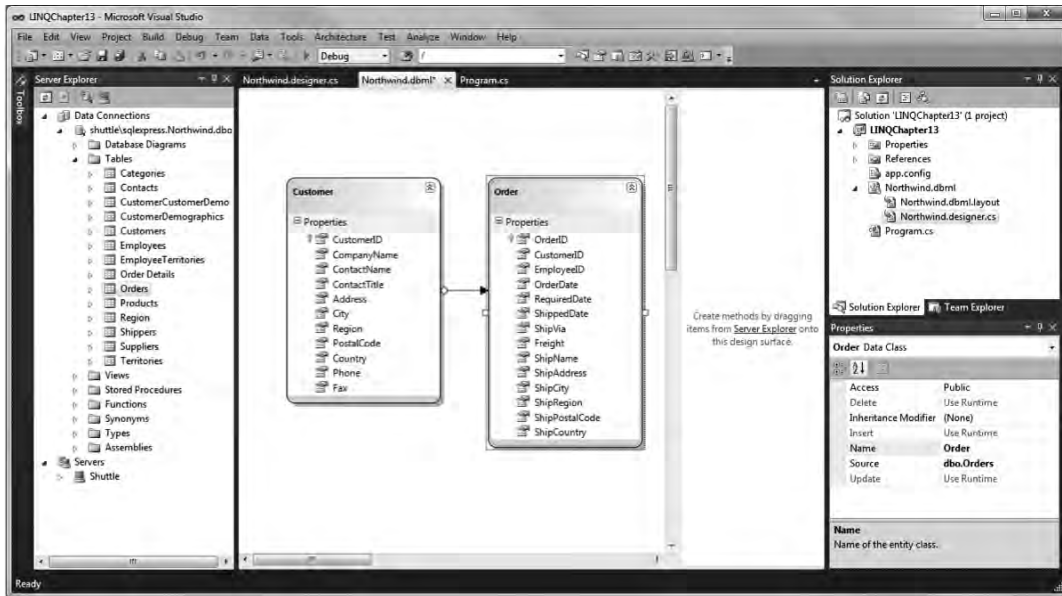 LINQChapter13 - Microsoft Visual Studio
File Edit View Project Build Debug Team Data Tools Architecture Test Analyze Window Help
Debug
Toolbox
Server Explorer
Data Connections
shuttle\sqlexpress.Northwind.dbo
Database Diagrams
Tables
Categories
Contacts
CustomerCustomerDemo
CustomerDemographics
Customers
Employees
EmployeeTerritories
Order Details
Orders
Products
Region
Shippers
Suppliers
Territories
Views
Stored Procedures
Functions
Synonyms
Types
Assemblies
Servers
Shuttle
Northwind.designer.cs Northwind.dbml* Program.cs
Customer
Properties
CustomerID
CompanyName
ContactName
ContactTitle
Address
City
Region
PostalCode
Country
Phone
Fax
Order
Properties
OrderID
CustomerID
EmployeeID
OrderDate
RequiredDate
ShippedDate
ShipVia
Freight
ShipName
ShipAddress
ShipCity
ShipRegion
ShipPostalCode
ShipCountry
Create methods by dragging
items from Server Explorer onto
this design surface.
Solution Explorer
Solution 'LINQChapter13' (1 project)
LINQChapter13
Properties
References
app.config
Northwind.dbml
Northwind.dbml.layout
Northwind.designer.cs
Program.cs
Solution Explorer Team Explorer
Properties
Order Data Class
Access Public
Delete Use Runtime
Inheritance Modifier (None)
Insert Use Runtime
Name Order
Source dbo.Orders
Update Use Runtime
Name
Name of the entity class.
Ready